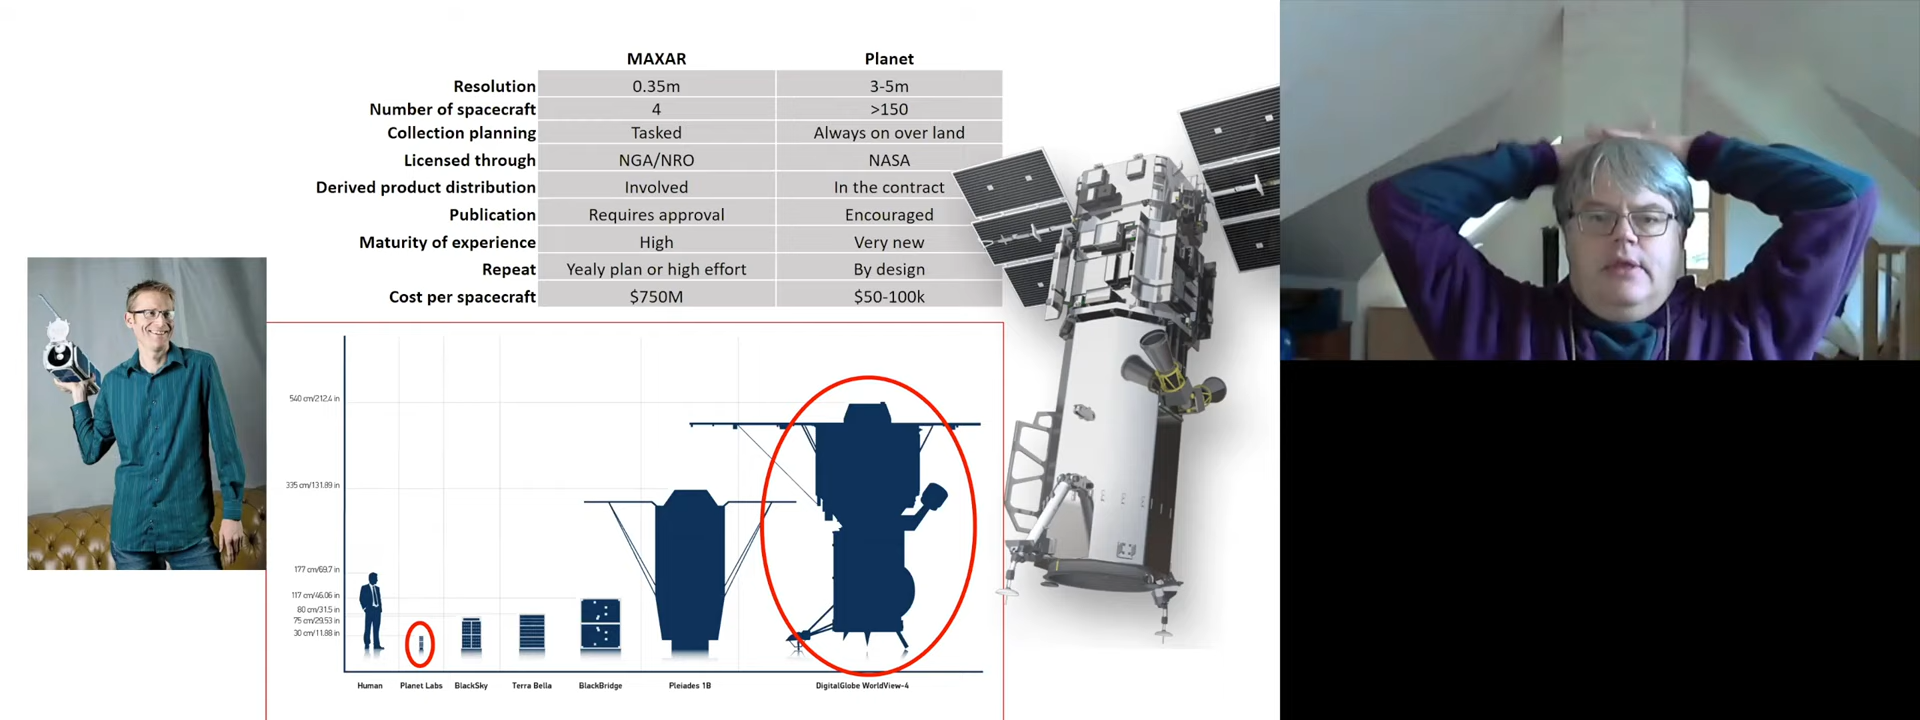 MAXAR Planet
Resolution 0.35m 3-5m
Number of spacecraft 4 >150
Collection planning Tasked Always on over land
Licensed through NGA/NRO NASA
Derived product distribution Involved In the contract
Publication Requires approval Encouraged
Maturity of experience High Very new
Repeat Yealy plan or high effort By design
Cost per spacecraft $750M $50-100k
540 cm/212.4 in
335 cm/131.89 in
177 cm/69.7 in
117 cm/46.06 in
80 cm/31.5 in
75 cm/29.53 in
30 cm/11.88 in
Human Planet Labs BlackSky Terra Bella BlackBridge Pleiades 1B DigitalGlobe WorldView-4